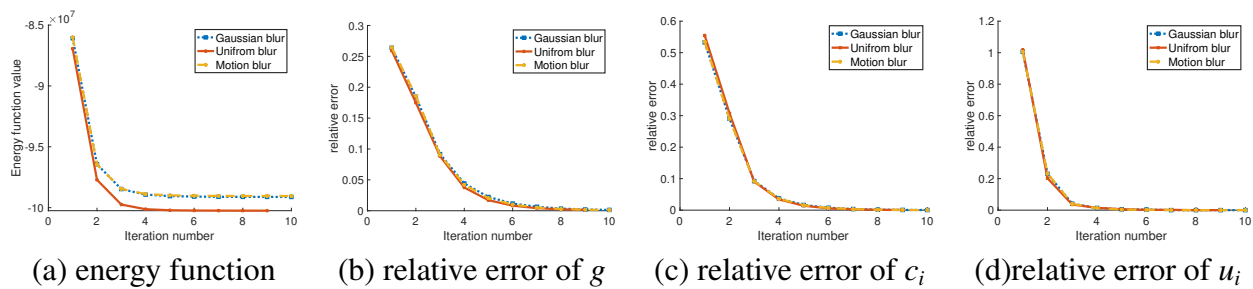 ×10⁷
-8.5
-9
-9.5
-10
Energy function value
0 2 4 6 8 10
Iteration number
Gaussian blur
Unifrom blur
Motion blur
(a) energy function
0.3
0.25
0.2
0.15
0.1
0.05
0
relative error
0 2 4 6 8 10
Iteration number
Gaussian blur
Unifrom blur
Motion blur
(b) relative error of g
0.6
0.5
0.4
0.3
0.2
0.1
0
relative error
0 2 4 6 8 10
Iteration number
Gaussian blur
Unifrom blur
Motion blur
(c) relative error of cᵢ
1.2
1
0.8
0.6
0.4
0.2
0
relative error
0 2 4 6 8 10
Iteration number
Gaussian blur
Unifrom blur
Motion blur
(d)relative error of uᵢ